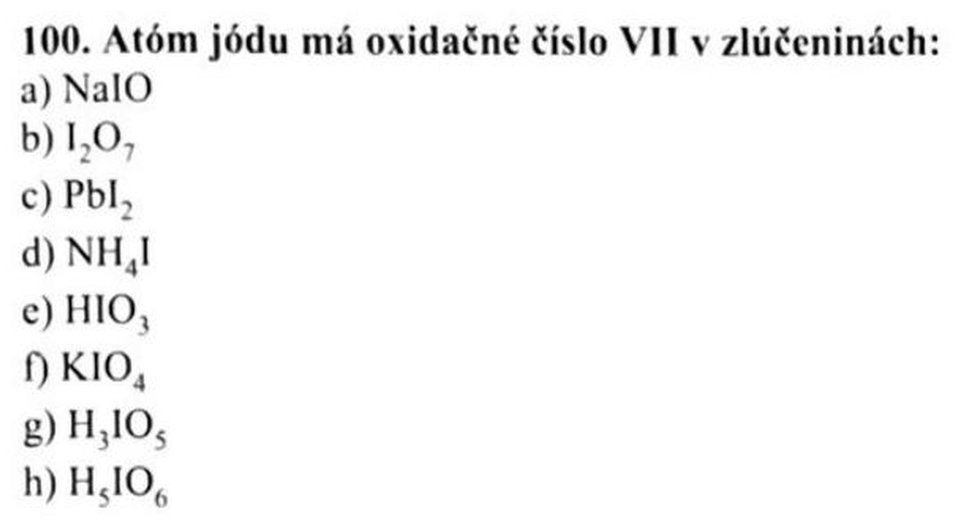 100. Atóm jódu má oxidačné číslo VII v zlúčeninách:
a) NaIO
b) I₂O₇
c) PbI₂
d) NH₄I
e) HIO₃
f) KIO₄
g) H₃IO₅
h) H₅IO₆